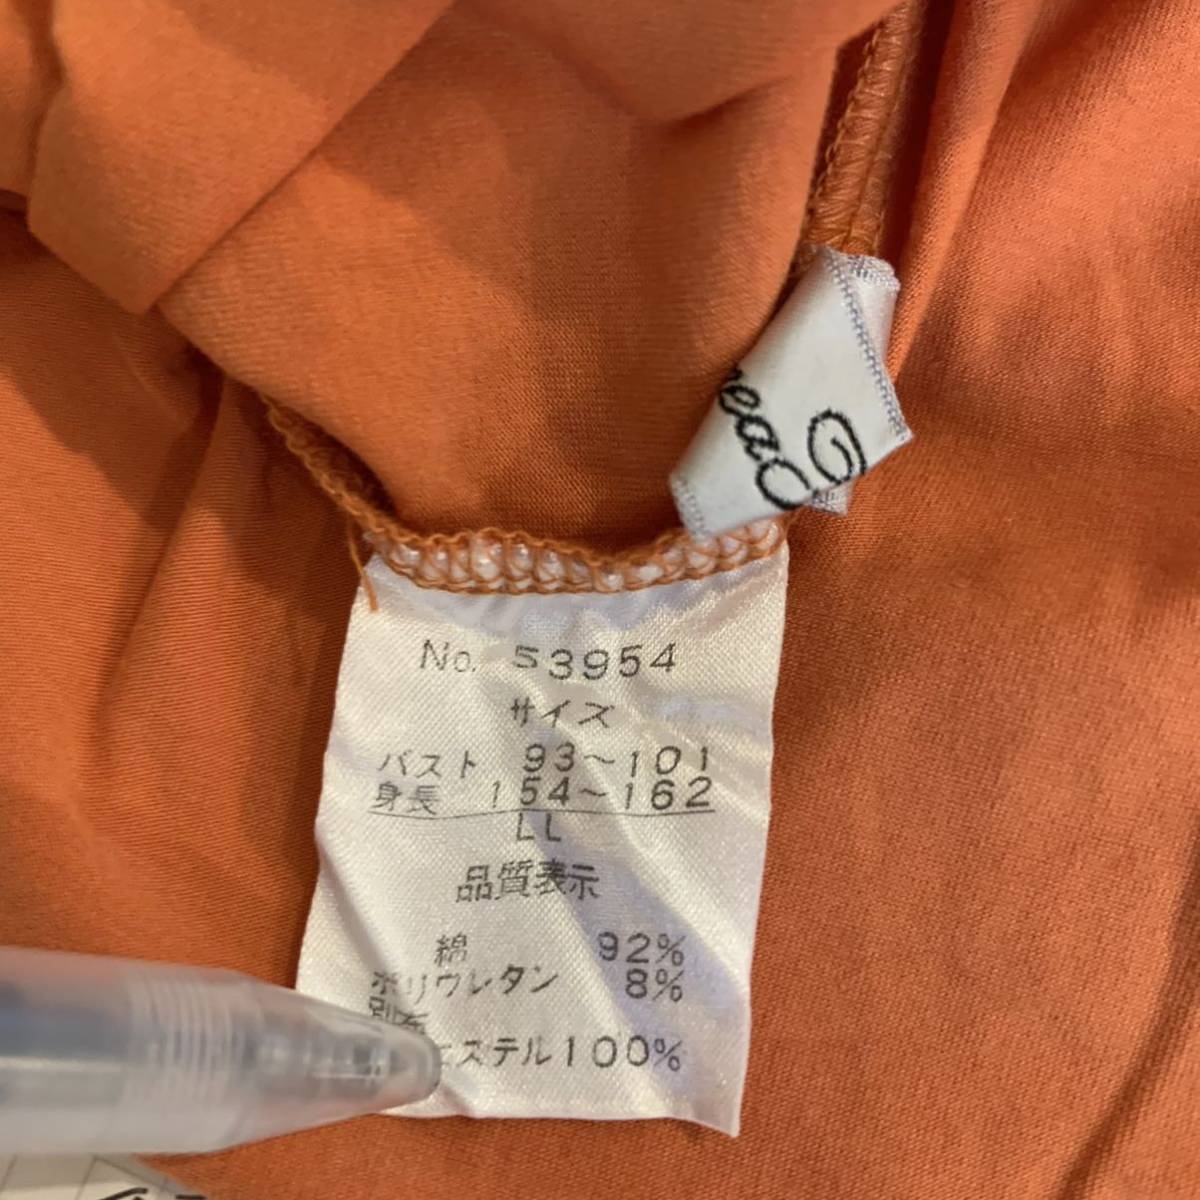 No. 53954
サイズ
バスト 93~101
身長 154~162
LL
品質表示
綿 92%
ポリウレタン 8%
別布
エステル100%